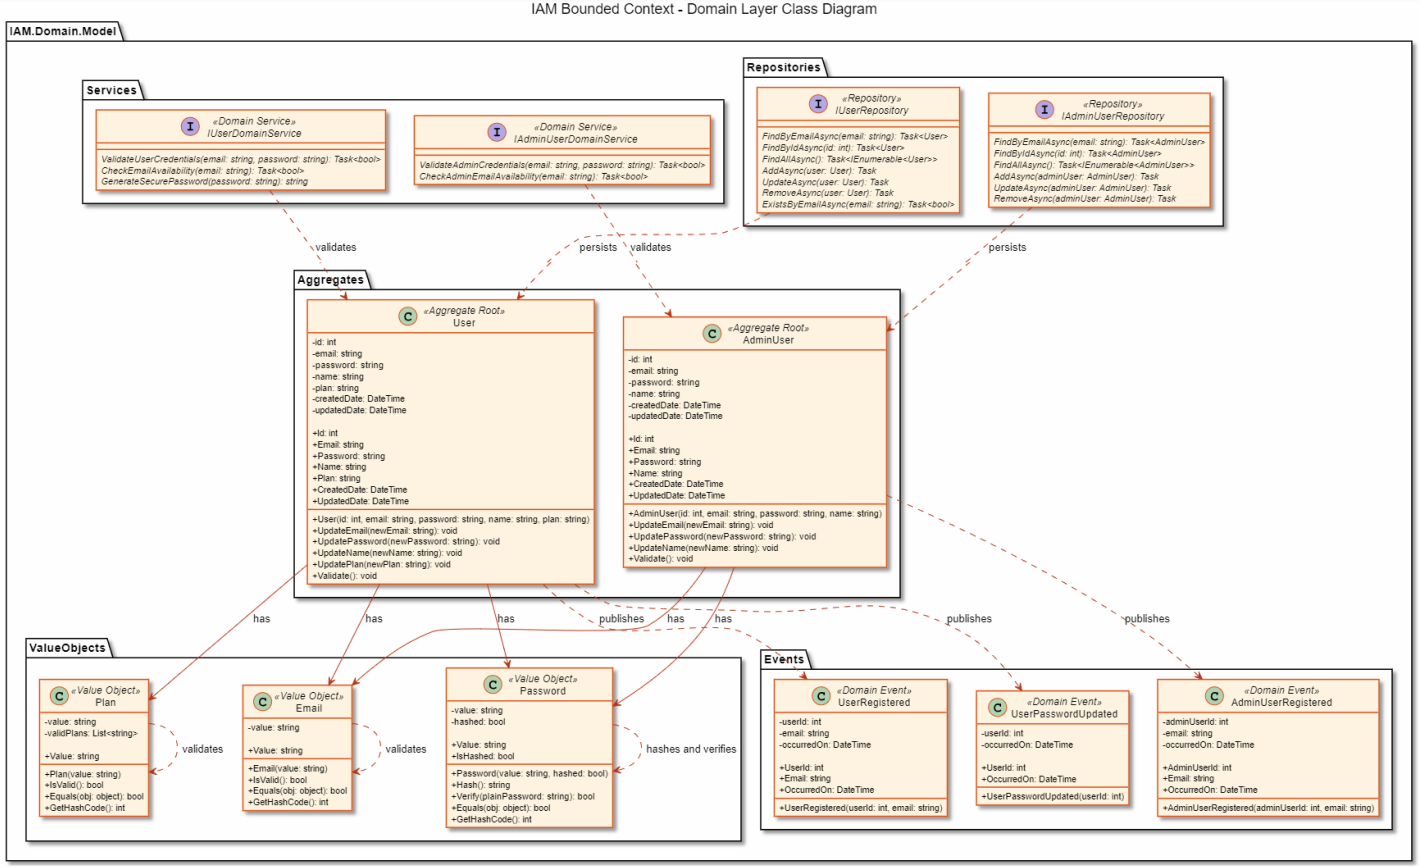 IAM Bounded Context - Domain Layer Class Diagram
IAM.Domain.Model
Services
I
«Domain Service»
IUserDomainService
ValidateUserCredentials(email: string, password: string): Task<bool>
CheckEmailAvailability(email: string): Task<bool>
GenerateSecurePassword(password: string): string
I
«Domain Service»
IAdminUserDomainService
ValidateAdminCredentials(email: string, password: string): Task<bool>
CheckAdminEmailAvailability(email: string): Task<bool>
Repositories
I
«Repository»
IUserRepository
FindByEmailAsync(email: string): Task<User>
FindByIdAsync(id: int): Task<User>
FindAllAsync(): Task<IEnumerable<User>>
AddAsync(user: User): Task
UpdateAsync(user: User): Task
RemoveAsync(user: User): Task
ExistsByEmailAsync(email: string): Task<bool>
I
«Repository»
IAdminUserRepository
FindByEmailAsync(email: string): Task<AdminUser>
FindByIdAsync(id: int): Task<AdminUser>
FindAllAsync(): Task<IEnumerable<AdminUser>>
AddAsync(adminUser: AdminUser): Task
UpdateAsync(adminUser: AdminUser): Task
RemoveAsync(adminUser: AdminUser): Task
validates
persists
validates
persists
Aggregates
C
«Aggregate Root»
User
-id: int
-email: string
-password: string
-name: string
-plan: string
-createdDate: DateTime
-updatedDate: DateTime
+Id: int
+Email: string
+Password: string
+Name: string
+Plan: string
+CreatedDate: DateTime
+UpdatedDate: DateTime
+User(id: int, email: string, password: string, name: string, plan: string)
+UpdateEmail(newEmail: string): void
+UpdatePassword(newPassword: string): void
+UpdateName(newName: string): void
+UpdatePlan(newPlan: string): void
+Validate(): void
C
«Aggregate Root»
AdminUser
-id: int
-email: string
-password: string
-name: string
-createdDate: DateTime
-updatedDate: DateTime
+Id: int
+Email: string
+Password: string
+Name: string
+CreatedDate: DateTime
+UpdatedDate: DateTime
+AdminUser(id: int, email: string, password: string, name: string)
+UpdateEmail(newEmail: string): void
+UpdatePassword(newPassword: string): void
+UpdateName(newName: string): void
+Validate(): void
has
has
has
publishes
has
has
publishes
publishes
ValueObjects
C
«Value Object»
Plan
-value: string
-validPlans: List<string>
+Value: string
+Plan(value: string)
+IsValid(): bool
+Equals(obj: object): bool
+GetHashCode(): int
validates
C
«Value Object»
Email
-value: string
+Value: string
+Email(value: string)
+IsValid(): bool
+Equals(obj: object): bool
+GetHashCode(): int
validates
C
«Value Object»
Password
-value: string
-hashed: bool
+Value: string
+IsHashed: bool
+Password(value: string, hashed: bool)
+Hash(): string
+Verify(plainPassword: string): bool
+Equals(obj: object): bool
+GetHashCode(): int
hashes and verifies
Events
C
«Domain Event»
UserRegistered
-userId: int
-email: string
-occurredOn: DateTime
+UserId: int
+Email: string
+OccurredOn: DateTime
+UserRegistered(userId: int, email: string)
C
«Domain Event»
UserPasswordUpdated
-userId: int
-occurredOn: DateTime
+UserId: int
+OccurredOn: DateTime
+UserPasswordUpdated(userId: int)
C
«Domain Event»
AdminUserRegistered
-adminUserId: int
-email: string
-occurredOn: DateTime
+AdminUserId: int
+Email: string
+OccurredOn: DateTime
+AdminUserRegistered(adminUserId: int, email: string)